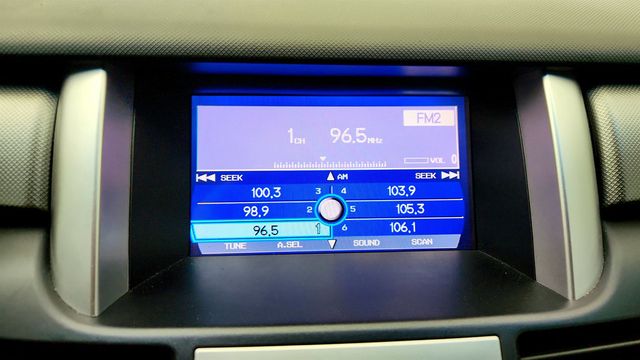 FM2
1CH 96.5MHz
VOL 0
SEEK ▲ AM SEEK
100.3 3 4 103.9
98.9 2 5 105.3
96.5 1 6 106.1
TUNE A.SEL ▼ SOUND SCAN